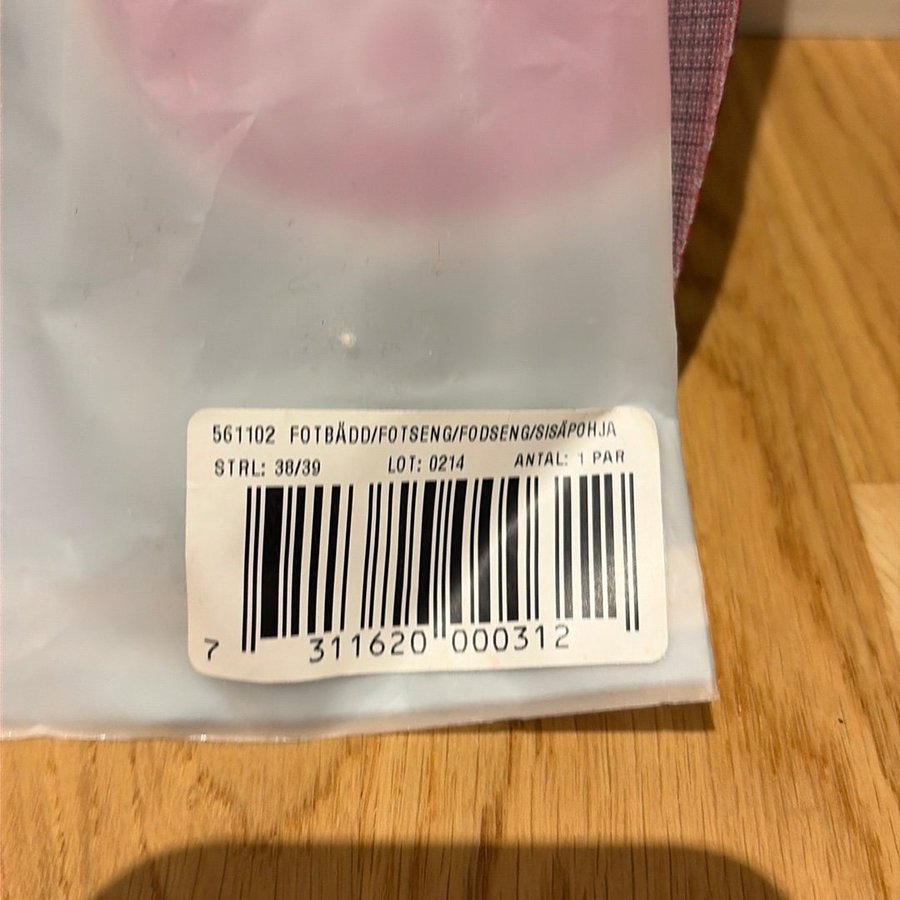 561102 FOTBÄDD/FOTSENG/FODSENG/SISÄPOHJA
STRL: 38/39 LOT: 0214 ANTAL: 1 PAR
7 311620 000312